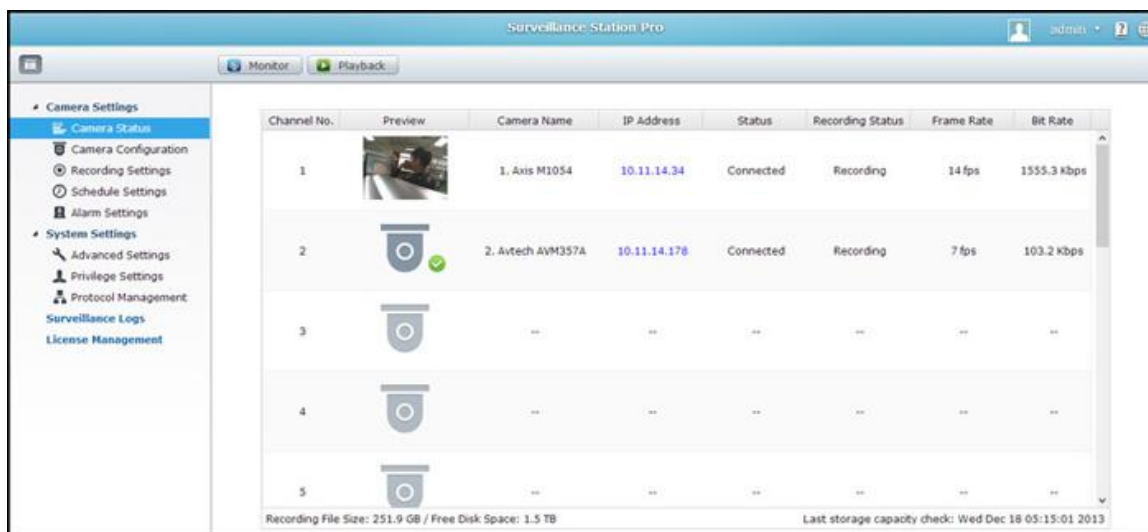 Surveillance Station Pro
admin
Monitor Playback
Camera Settings
Camera Status
Camera Configuration
Recording Settings
Schedule Settings
Alarm Settings
System Settings
Advanced Settings
Privilege Settings
Protocol Management
Surveillance Logs
License Management
Channel No. Preview Camera Name IP Address Status Recording Status Frame Rate Bit Rate
1 1. Axis M1054 10.11.14.34 Connected Recording 14 fps 1555.3 Kbps
2 2. Avtech AVM357A 10.11.14.178 Connected Recording 7 fps 103.2 Kbps
3 -- -- -- -- -- --
4 -- -- -- -- -- --
5 -- -- -- -- -- --
Recording File Size: 251.9 GB / Free Disk Space: 1.5 TB Last storage capacity check: Wed Dec 18 05:15:01 2013